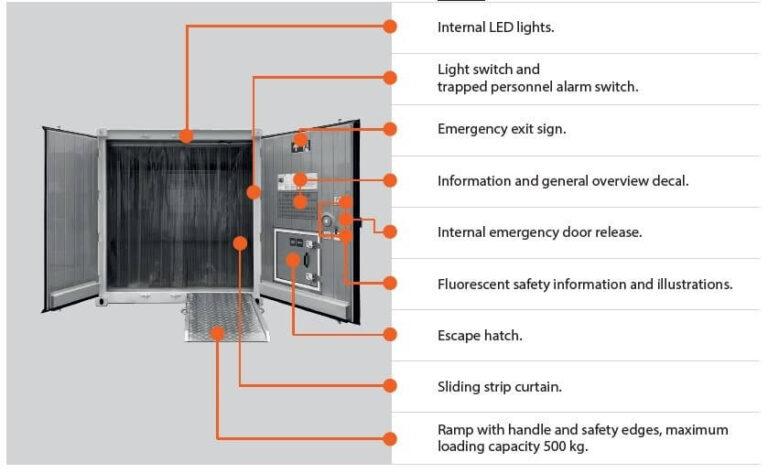 Internal LED lights.
Light switch and
trapped personnel alarm switch.
Emergency exit sign.
Information and general overview decal.
Internal emergency door release.
Fluorescent safety information and illustrations.
Escape hatch.
Sliding strip curtain.
Ramp with handle and safety edges, maximum
loading capacity 500 kg.